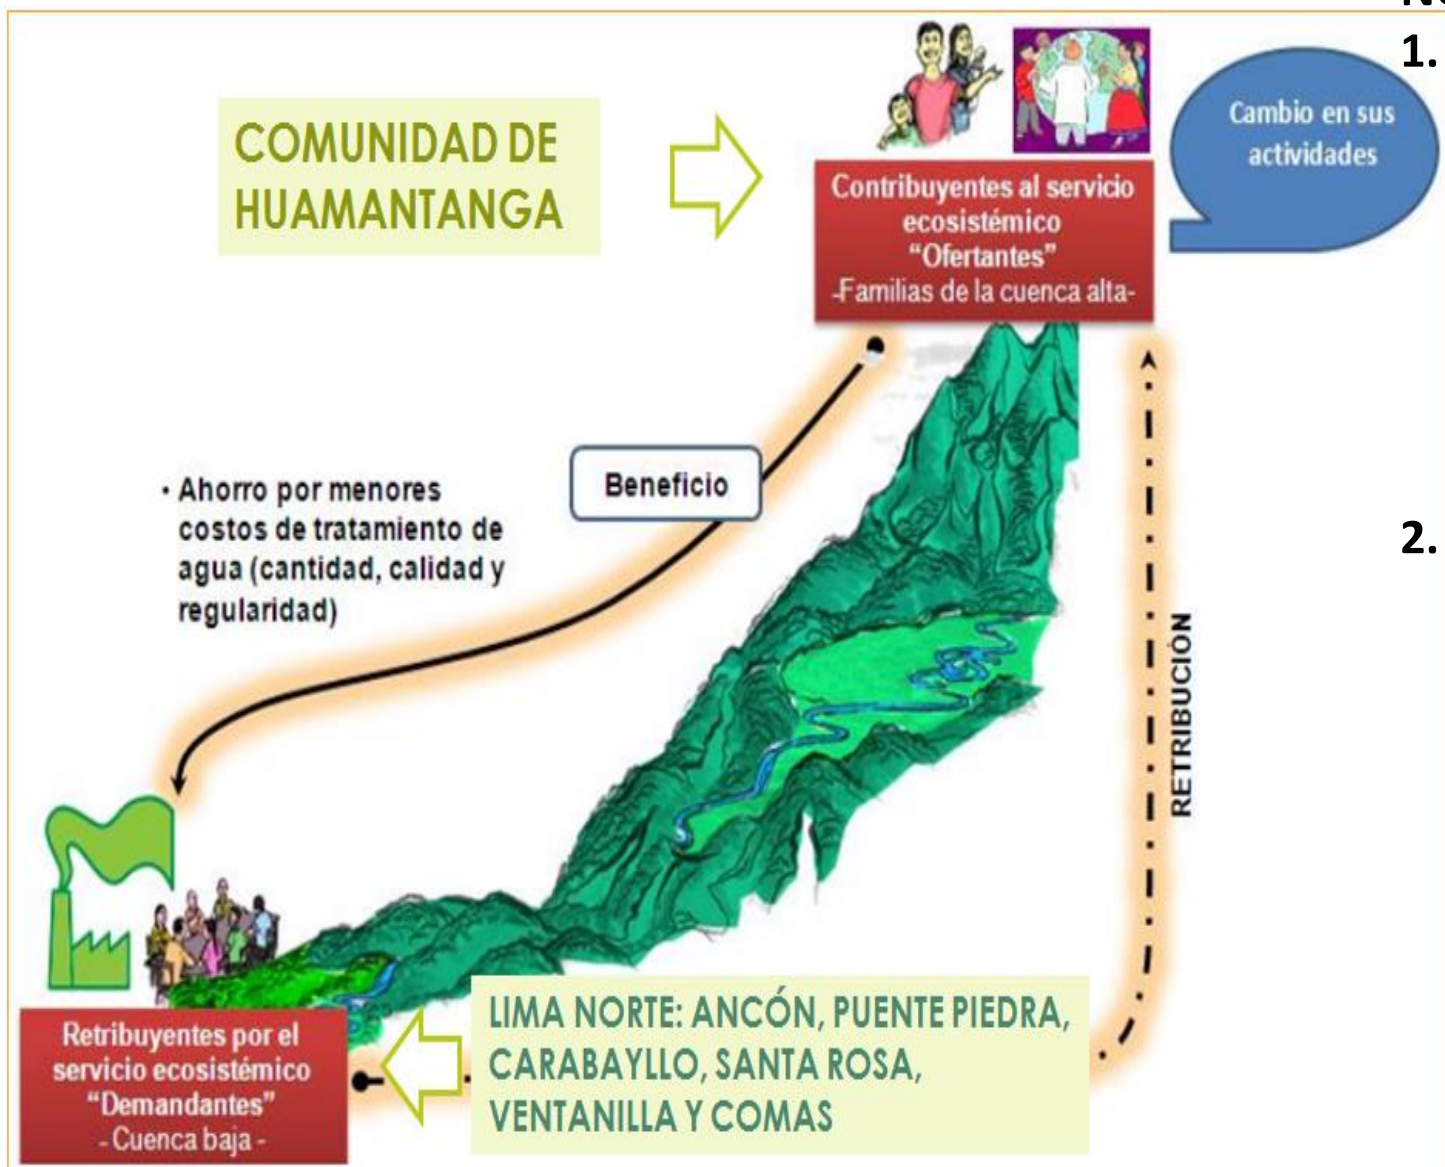 1.
COMUNIDAD DE
HUAMANTANGA
Contribuyentes al servicio
ecosistémico
“Ofertantes”
-Familias de la cuenca alta-
Cambio en sus
actividades
Beneficio
· Ahorro por menores
costos de tratamiento de
agua (cantidad, calidad y
regularidad)
2.
RETRIBUCIÓN
Retribuyentes por el
servicio ecosistémico
“Demandantes”
- Cuenca baja -
LIMA NORTE: ANCÓN, PUENTE PIEDRA,
CARABAYLLO, SANTA ROSA,
VENTANILLA Y COMAS